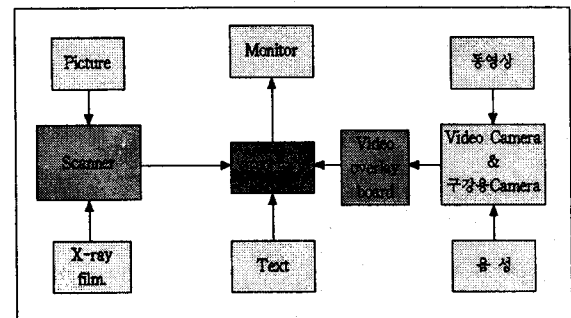 Picture
Monitor
동영상
Scanner
Video
overlay
board
Video Camera
&
구강용Camera
X-ray
film.
Text
음 성